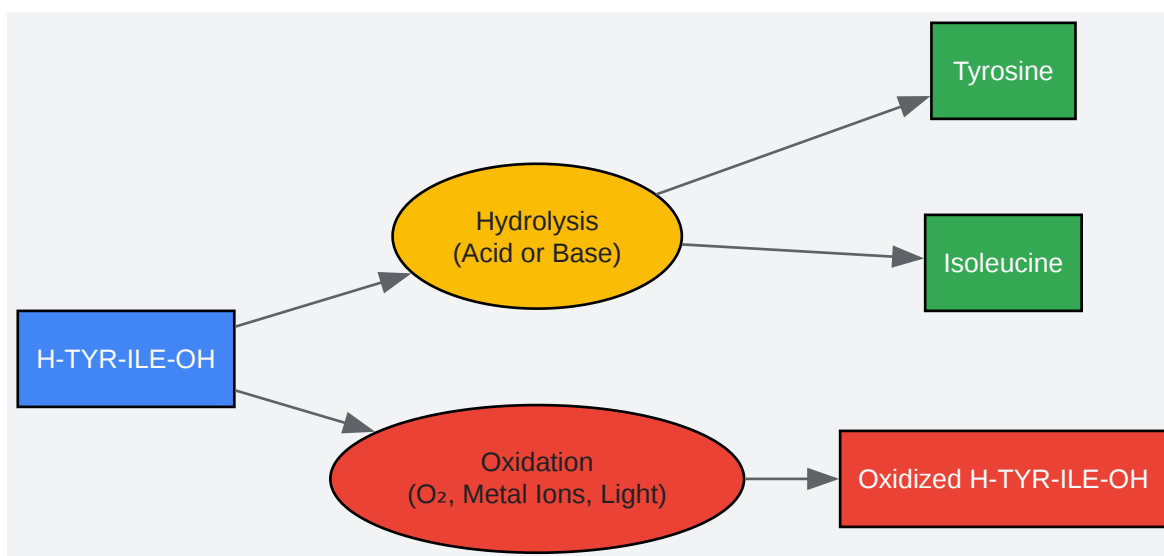 Tyrosine
Hydrolysis
(Acid or Base)
Isoleucine
H-TYR-ILE-OH
Oxidation
(O₂, Metal Ions, Light)
Oxidized H-TYR-ILE-OH